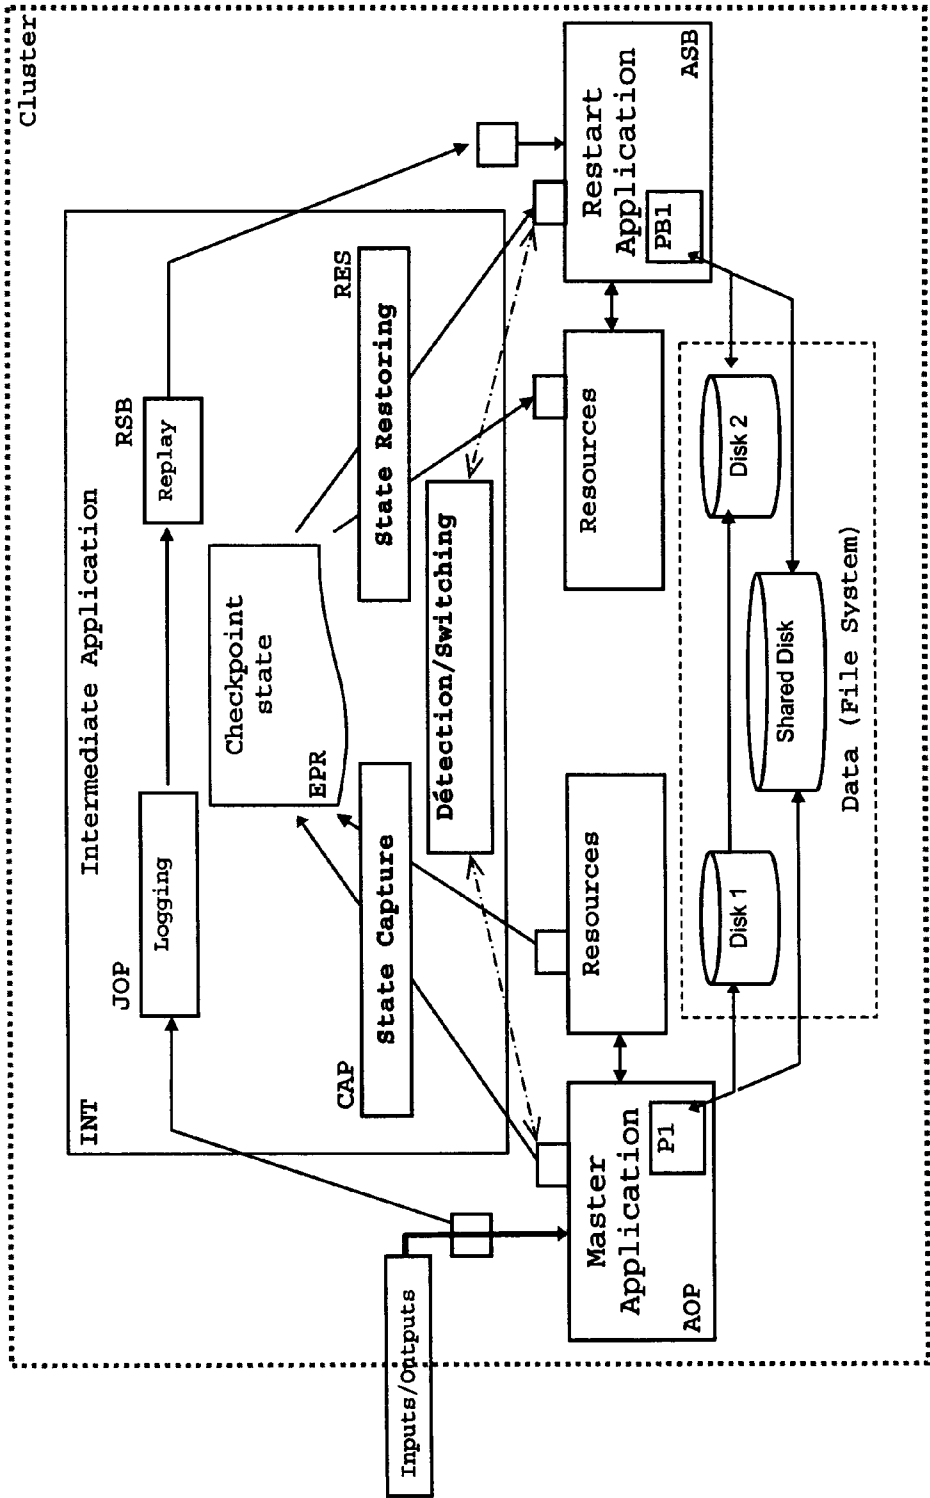 Cluster
INT
Intermediate Application
JOP
Logging
RSB
Replay
Checkpoint
state
EPR
CAP
State Capture
RES
State Restoring
Détection/Switching
Inputs/Outputs
Master
Application
AOP
P1
Resources
Resources
Restart
Application
PB1
ASB
Disk 1
Disk 2
Shared Disk
Data (File System)